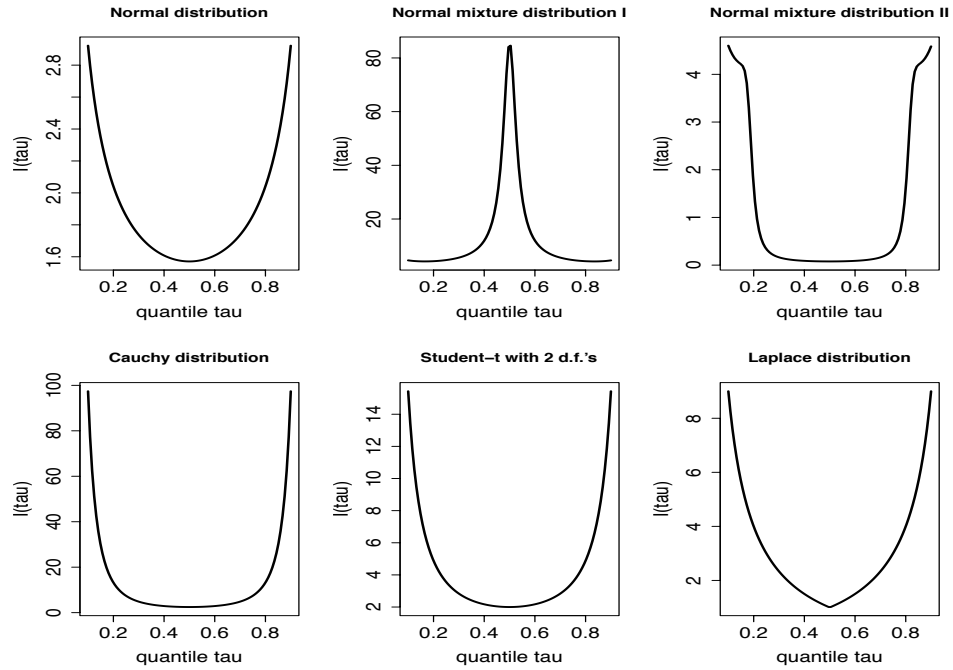 Normal distribution
I(tau)
1.6 2.0 2.4 2.8
0.2 0.4 0.6 0.8
quantile tau
Normal mixture distribution I
I(tau)
20 40 60 80
0.2 0.4 0.6 0.8
quantile tau
Normal mixture distribution II
I(tau)
0 1 2 3 4
0.2 0.4 0.6 0.8
quantile tau
Cauchy distribution
I(tau)
0 20 40 60 80 100
0.2 0.4 0.6 0.8
quantile tau
Student−t with 2 d.f.'s
I(tau)
2 4 6 8 10 12 14
0.2 0.4 0.6 0.8
quantile tau
Laplace distribution
I(tau)
2 4 6 8
0.2 0.4 0.6 0.8
quantile tau